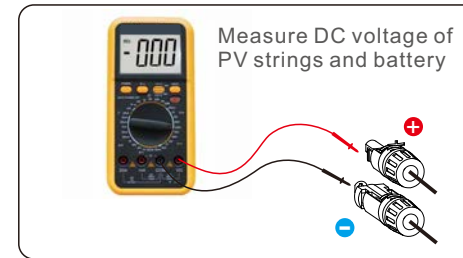 Measure DC voltage of
PV strings and battery
-000
+
-